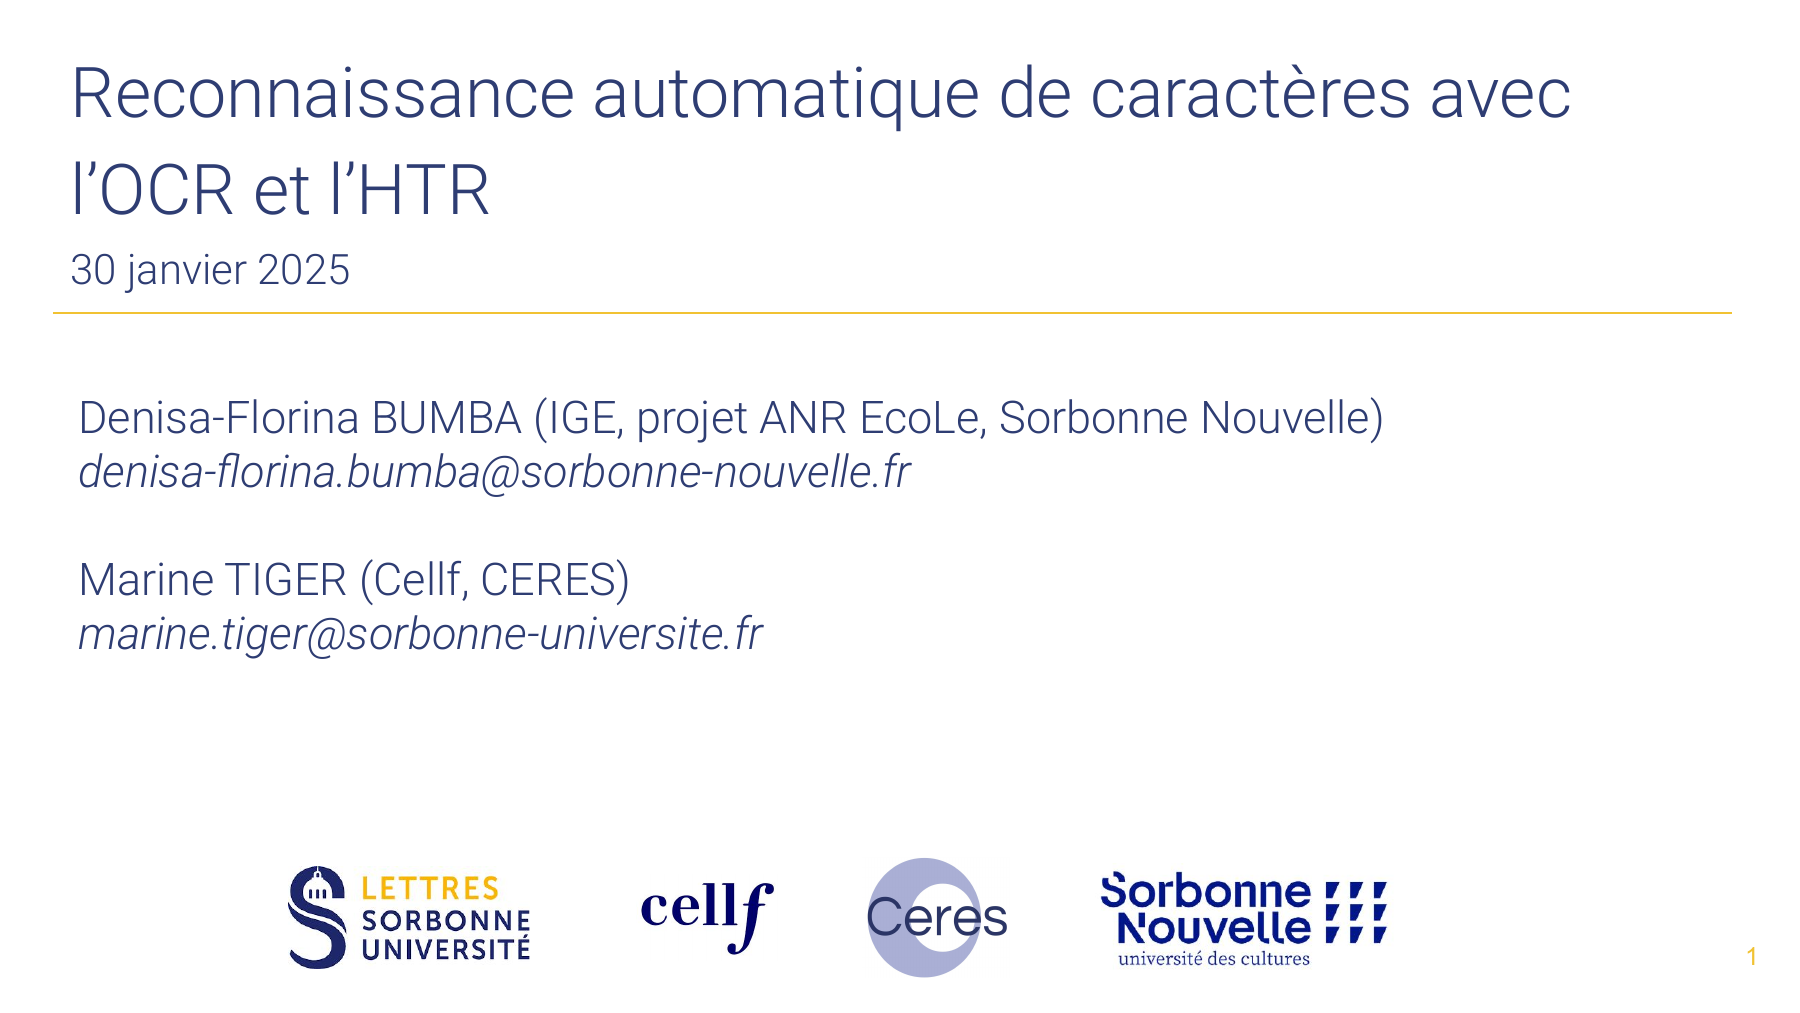 Reconnaissance automatique de caractères avec
l’OCR et l’HTR
30 janvier 2025
Denisa-Florina BUMBA (IGE, projet ANR EcoLe, Sorbonne Nouvelle)
denisa-florina.bumba@sorbonne-nouvelle.fr
Marine TIGER (Cellf, CERES)
marine.tiger@sorbonne-universite.fr
LETTRES
SORBONNE
UNIVERSITÉ
cellf
Ceres
Sorbonne
Nouvelle
université des cultures
1